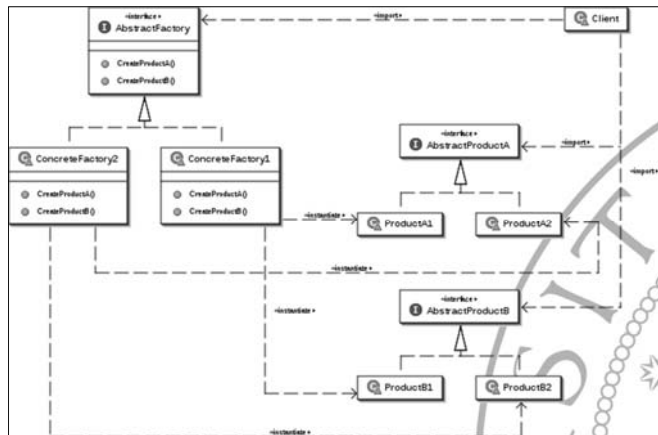 «interface»
AbstractFactory
CreateProductA()
CreateProductB()
«import»
Client
ConcreteFactory2
CreateProductA()
CreateProductB()
ConcreteFactory1
CreateProductA()
CreateProductB()
«interface»
AbstractProductA
«import»
«import»
«instantiate»
ProductA1
ProductA2
«instantiate»
«interface»
AbstractProductB
«instantiate»
ProductB1
ProductB2
«instantiate»
SIT